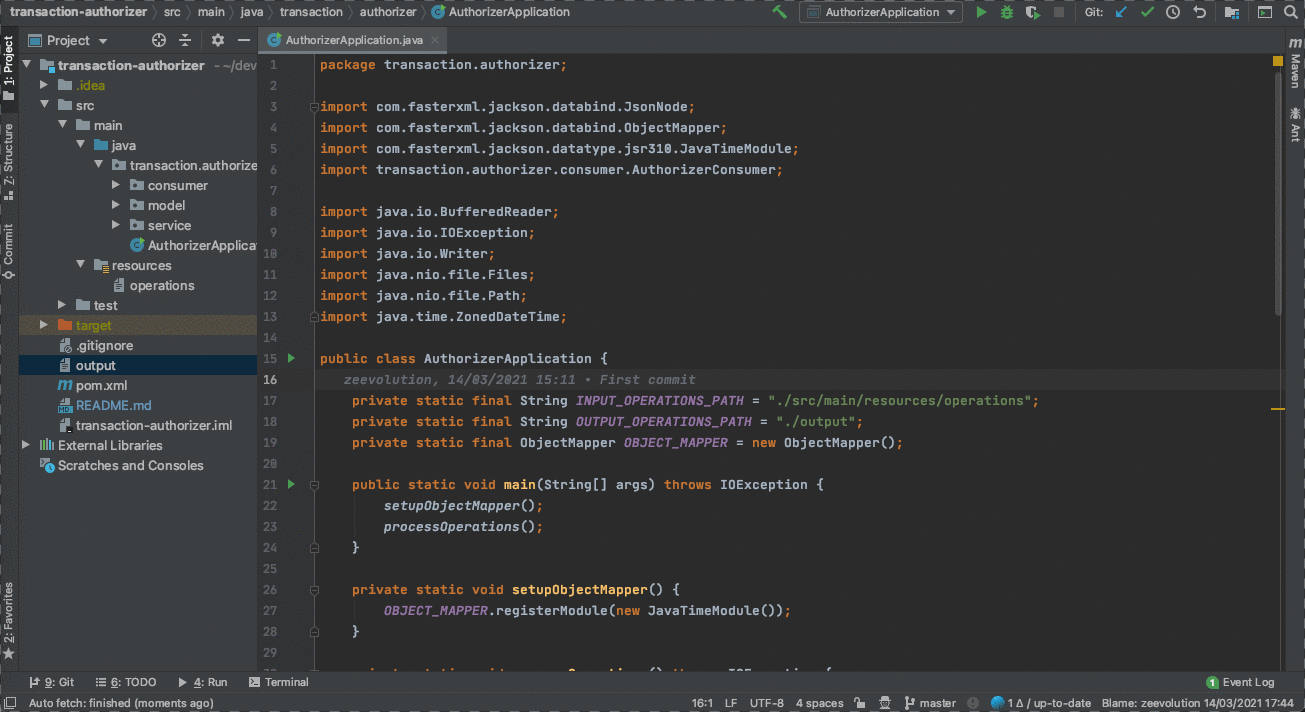 transaction-authorizer src main java transaction authorizer AuthorizerApplication AuthorizerApplication Git:
Project AuthorizerApplication.java
1: Project
Z: Structure
Commit
2: Favorites
transaction-authorizer ~/dev
.idea
src
main
java
transaction.authorize
consumer
model
service
AuthorizerApplica
resources
operations
test
target
.gitignore
output
pom.xml
README.md
transaction-authorizer.iml
External Libraries
Scratches and Consoles
1 package transaction.authorizer;
2
3 import com.fasterxml.jackson.databind.JsonNode;
4 import com.fasterxml.jackson.databind.ObjectMapper;
5 import com.fasterxml.jackson.datatype.jsr310.JavaTimeModule;
6 import transaction.authorizer.consumer.AuthorizerConsumer;
7
8 import java.io.BufferedReader;
9 import java.io.IOException;
10 import java.io.Writer;
11 import java.nio.file.Files;
12 import java.nio.file.Path;
13 import java.time.ZonedDateTime;
14
15 public class AuthorizerApplication {
16 zeevolution, 14/03/2021 15:11 • First commit
17 private static final String INPUT_OPERATIONS_PATH = "./src/main/resources/operations";
18 private static final String OUTPUT_OPERATIONS_PATH = "./output";
19 private static final ObjectMapper OBJECT_MAPPER = new ObjectMapper();
20
21 public static void main(String[] args) throws IOException {
22 setupObjectMapper();
23 processOperations();
24 }
25
26 private static void setupObjectMapper() {
27 OBJECT_MAPPER.registerModule(new JavaTimeModule());
28 }
29
m
Maven
Ant
9: Git 6: TODO 4: Run Terminal 1 Event Log
Auto fetch: finished (moments ago) 16:1 LF UTF-8 4 spaces master 1 Δ / up-to-date Blame: zeevolution 14/03/2021 17:44